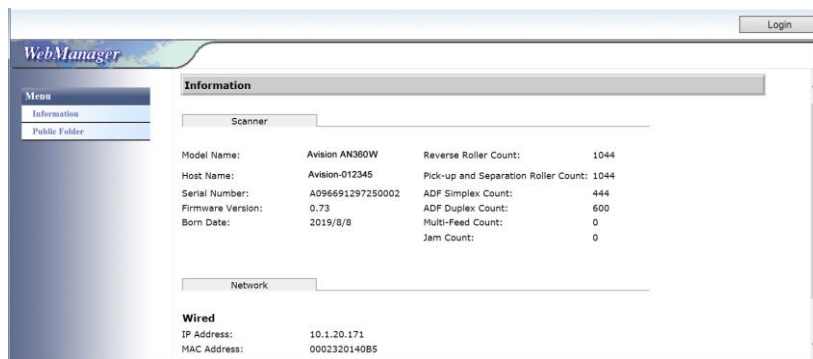 Login
WebManager
Menu
Information
Public Folder
Information
Scanner
Model Name: Avision AN360W Reverse Roller Count: 1044
Host Name: Avision-012345 Pick-up and Separation Roller Count: 1044
Serial Number: A096691297250002 ADF Simplex Count: 444
Firmware Version: 0.73 ADF Duplex Count: 600
Born Date: 2019/8/8 Multi-Feed Count: 0
Jam Count: 0
Network
Wired
IP Address: 10.1.20.171
MAC Address: 0002320140B5